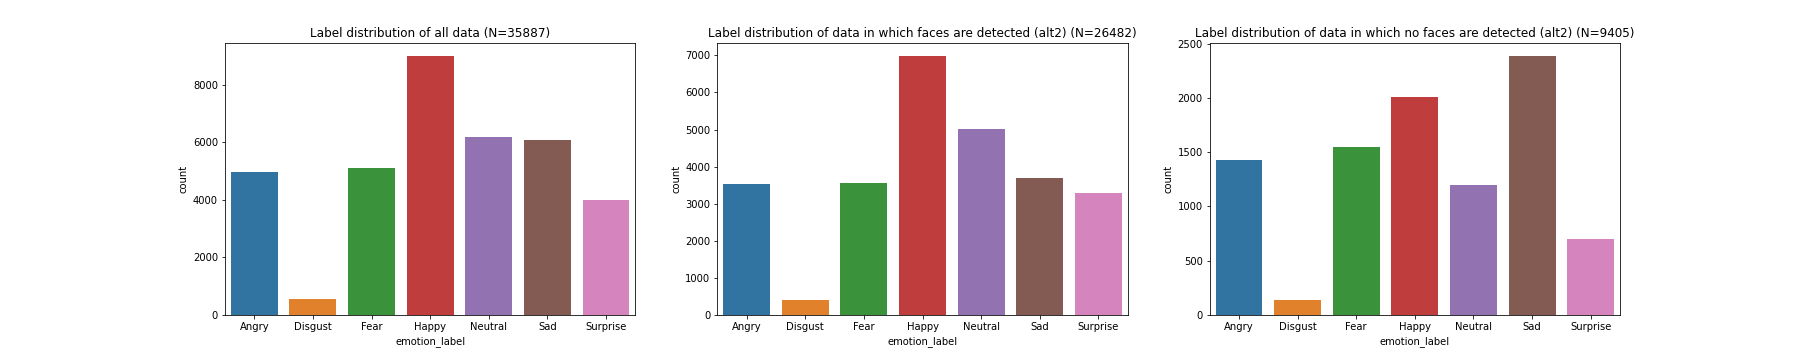 Label distribution of all data (N=35887)
count
8000
6000
4000
2000
0
Angry Disgust Fear Happy Neutral Sad Surprise
emotion_label
Label distribution of data in which faces are detected (alt2) (N=26482)
count
7000
6000
5000
4000
3000
2000
1000
0
Angry Disgust Fear Happy Neutral Sad Surprise
emotion_label
Label distribution of data in which no faces are detected (alt2) (N=9405)
count
2500
2000
1500
1000
500
0
Angry Disgust Fear Happy Neutral Sad Surprise
emotion_label